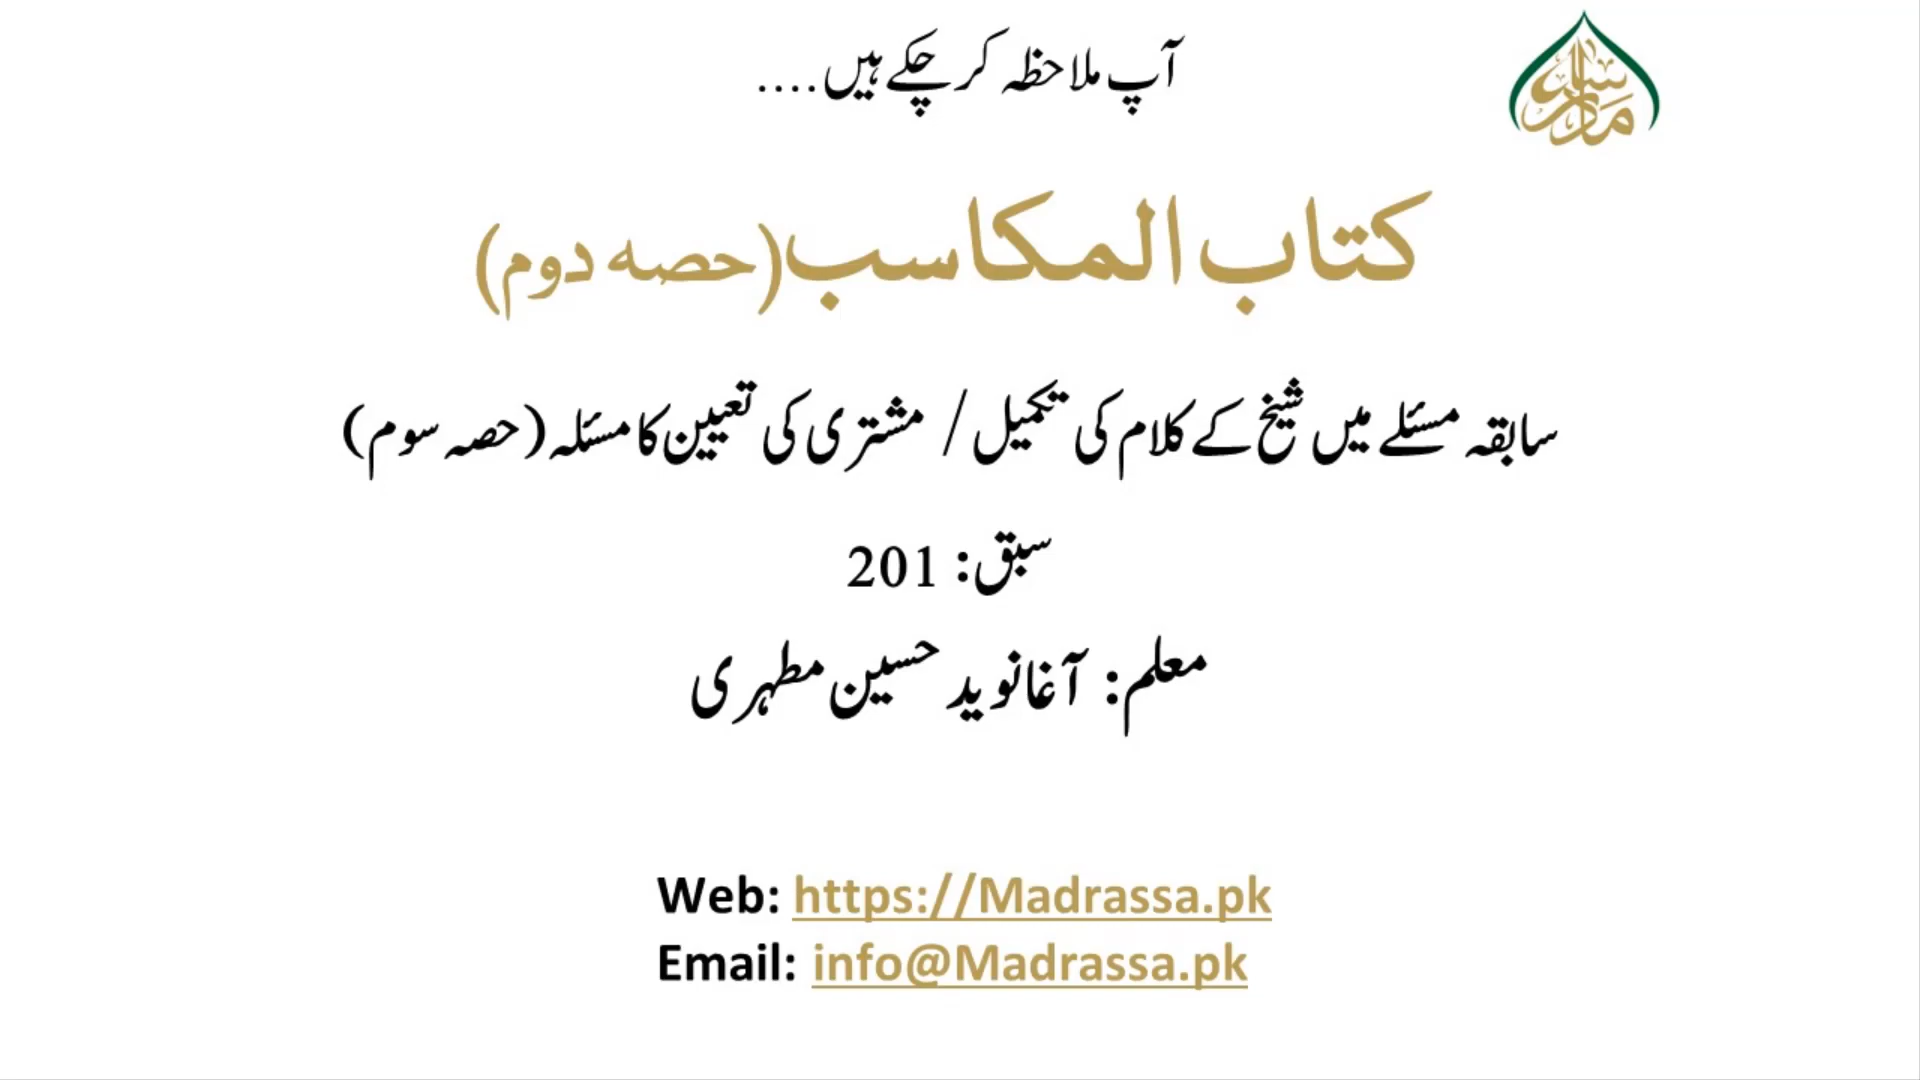 آپ ملاحظہ کر چکے ہیں....
مدرسہ
کتاب المکاسب (حصہ دوم)
سابقہ مسئلے میں شیخ کے کلام کی تکمیل / مشتری کی تعیین کا مسئلہ (حصہ سوم)
سبق: 201
معلم: آغا نوید حسین مطہری
Web: https://Madrassa.pk
Email: info@Madrassa.pk